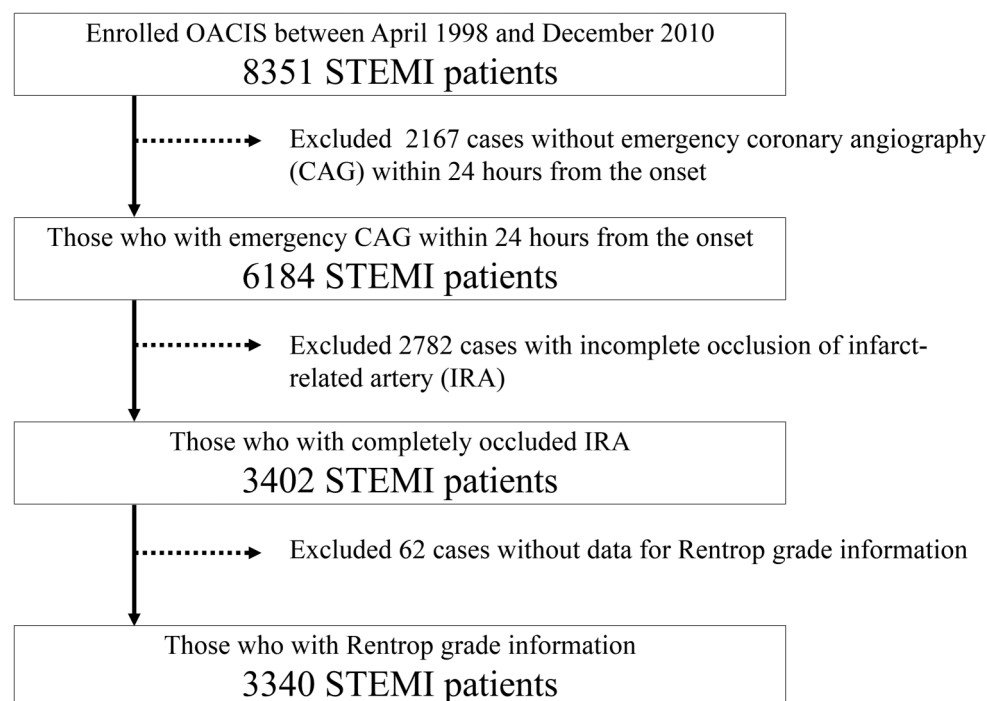 Enrolled OACIS between April 1998 and December 2010
8351 STEMI patients
Excluded 2167 cases without emergency coronary angiography
(CAG) within 24 hours from the onset
Those who with emergency CAG within 24 hours from the onset
6184 STEMI patients
Excluded 2782 cases with incomplete occlusion of infarct-
related artery (IRA)
Those who with completely occluded IRA
3402 STEMI patients
Excluded 62 cases without data for Rentrop grade information
Those who with Rentrop grade information
3340 STEMI patients